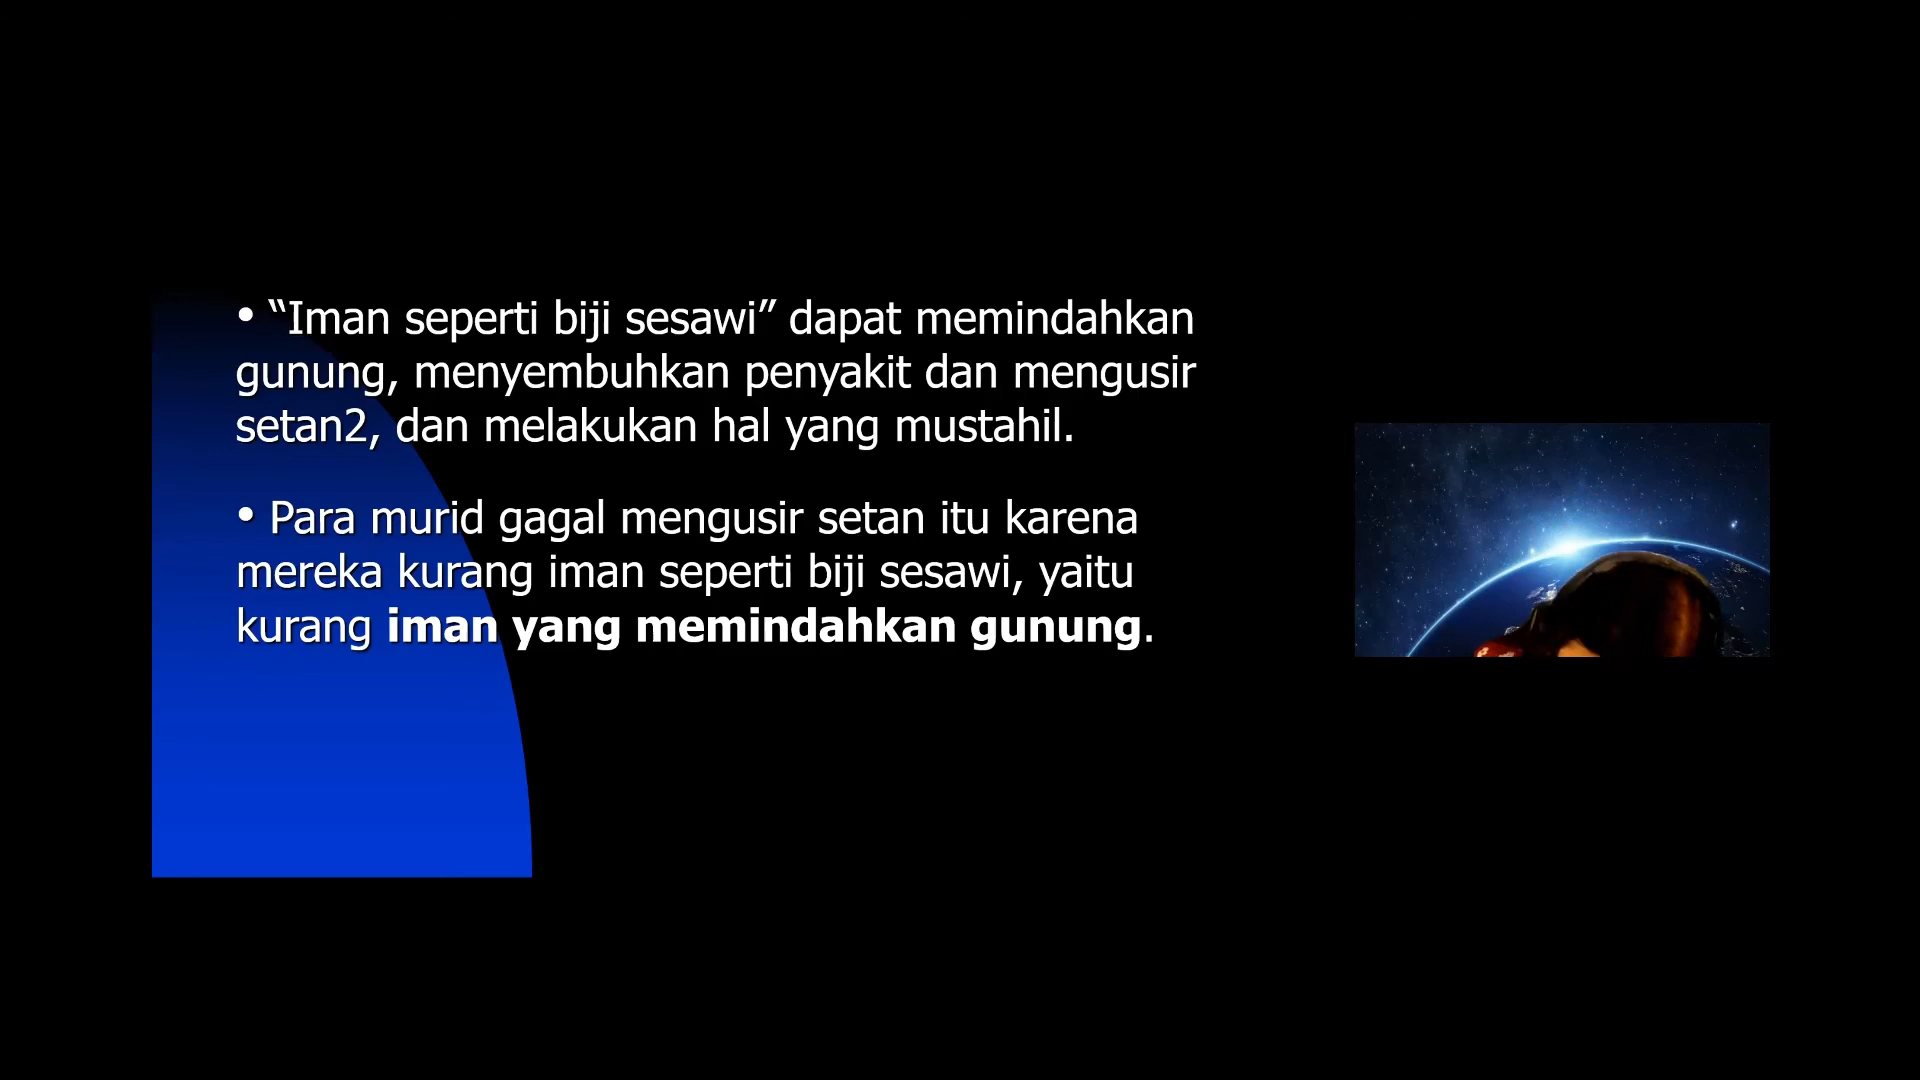 • “Iman seperti biji sesawi” dapat memindahkan
gunung, menyembuhkan penyakit dan mengusir
setan2, dan melakukan hal yang mustahil.
• Para murid gagal mengusir setan itu karena
mereka kurang iman seperti biji sesawi, yaitu
kurang iman yang memindahkan gunung.